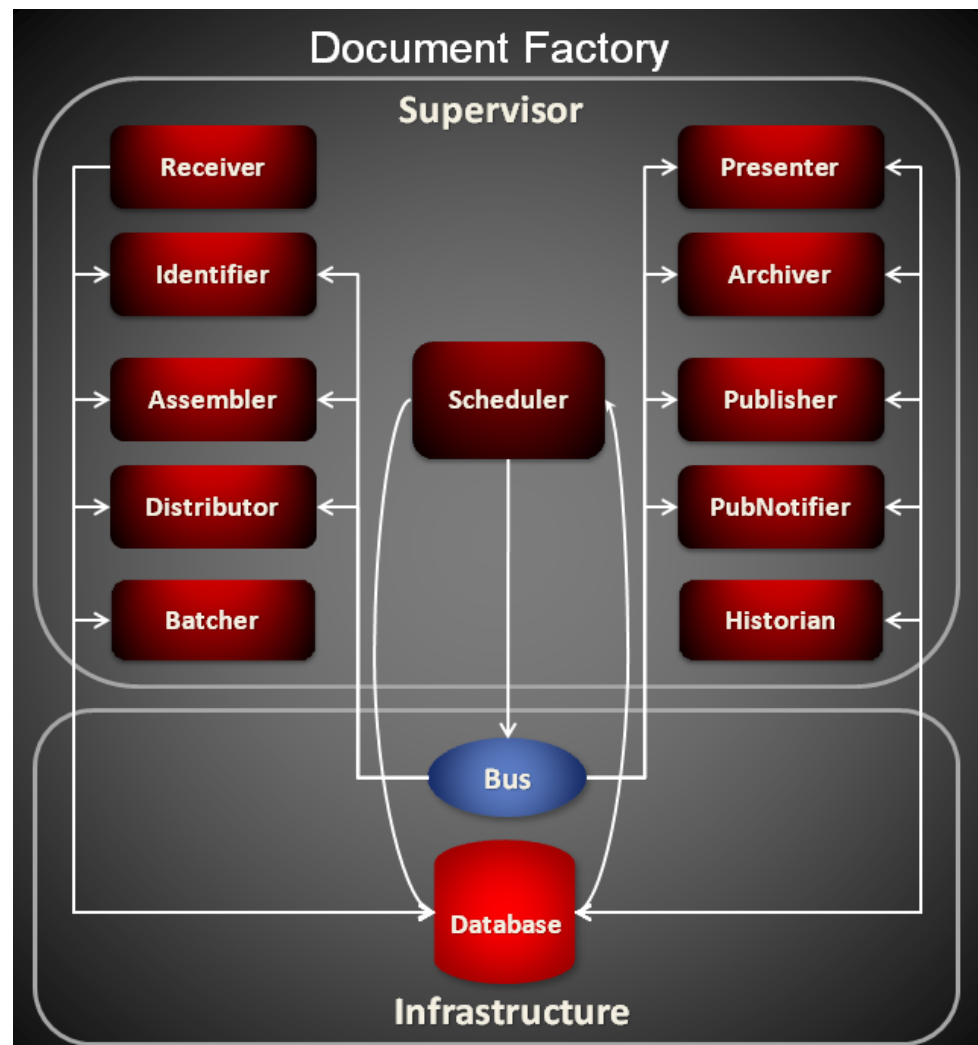 Document Factory
Supervisor
Receiver
Presenter
Identifier
Archiver
Assembler
Scheduler
Publisher
Distributor
PubNotifier
Batcher
Historian
Bus
Database
Infrastructure